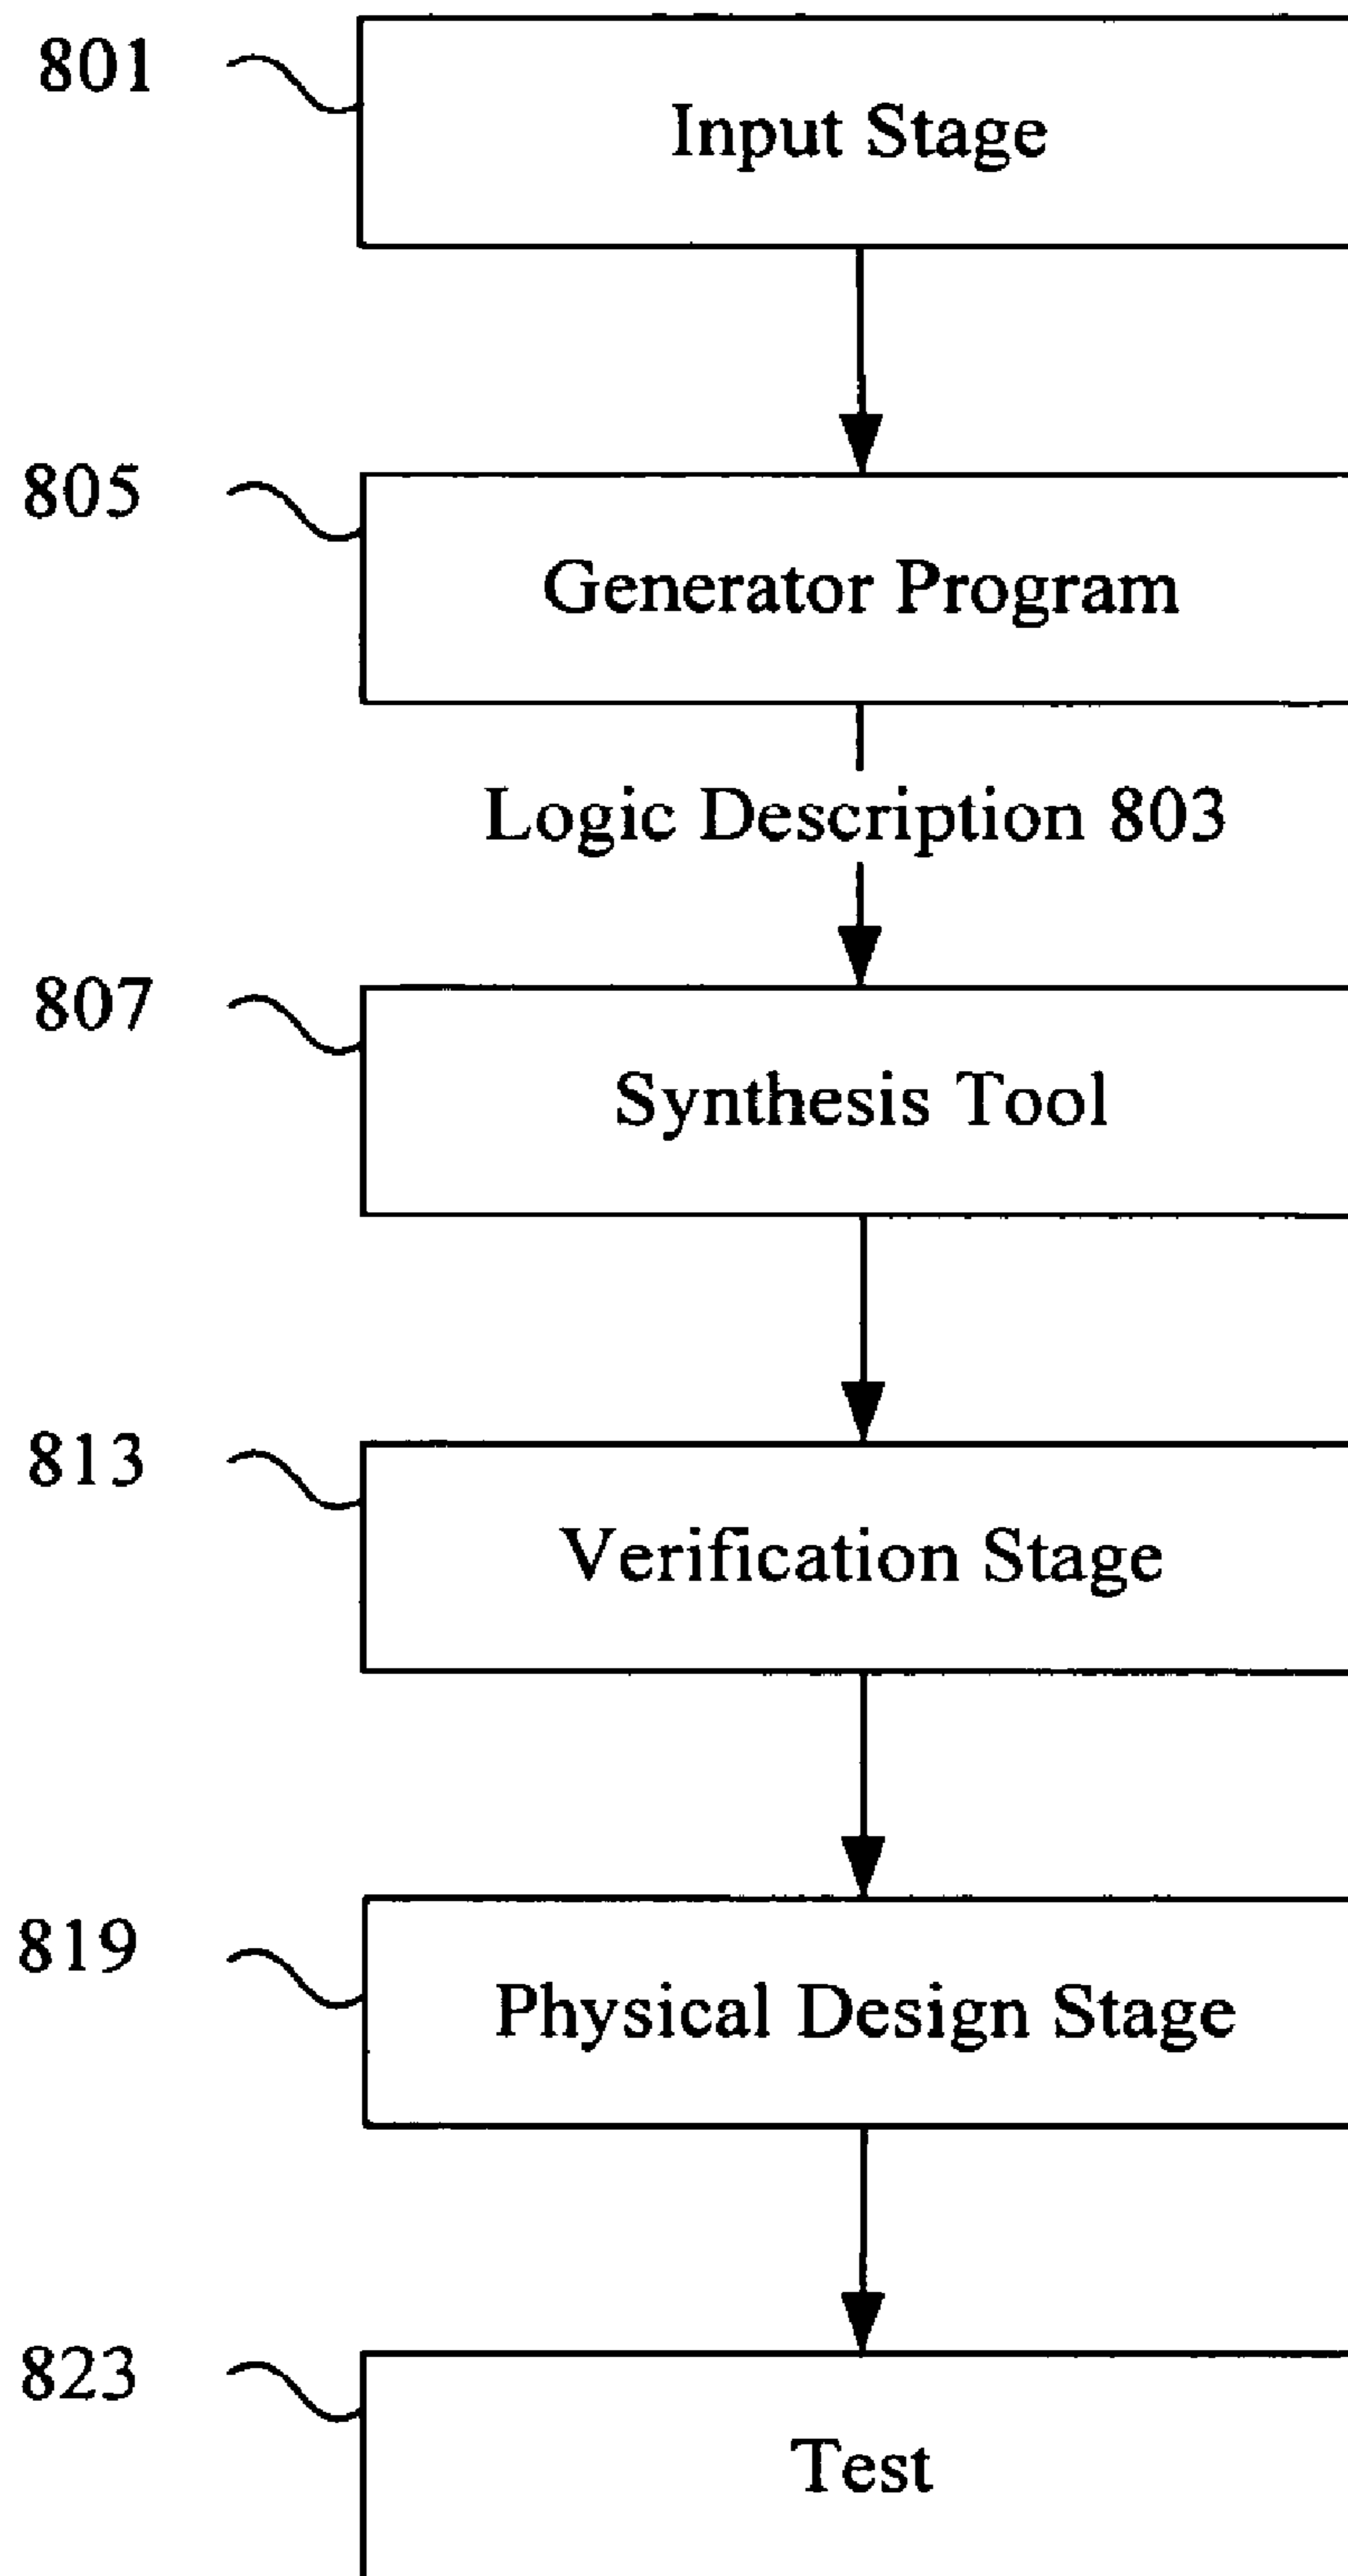 801
Input Stage
805
Generator Program
Logic Description 803
807
Synthesis Tool
813
Verification Stage
819
Physical Design Stage
823
Test